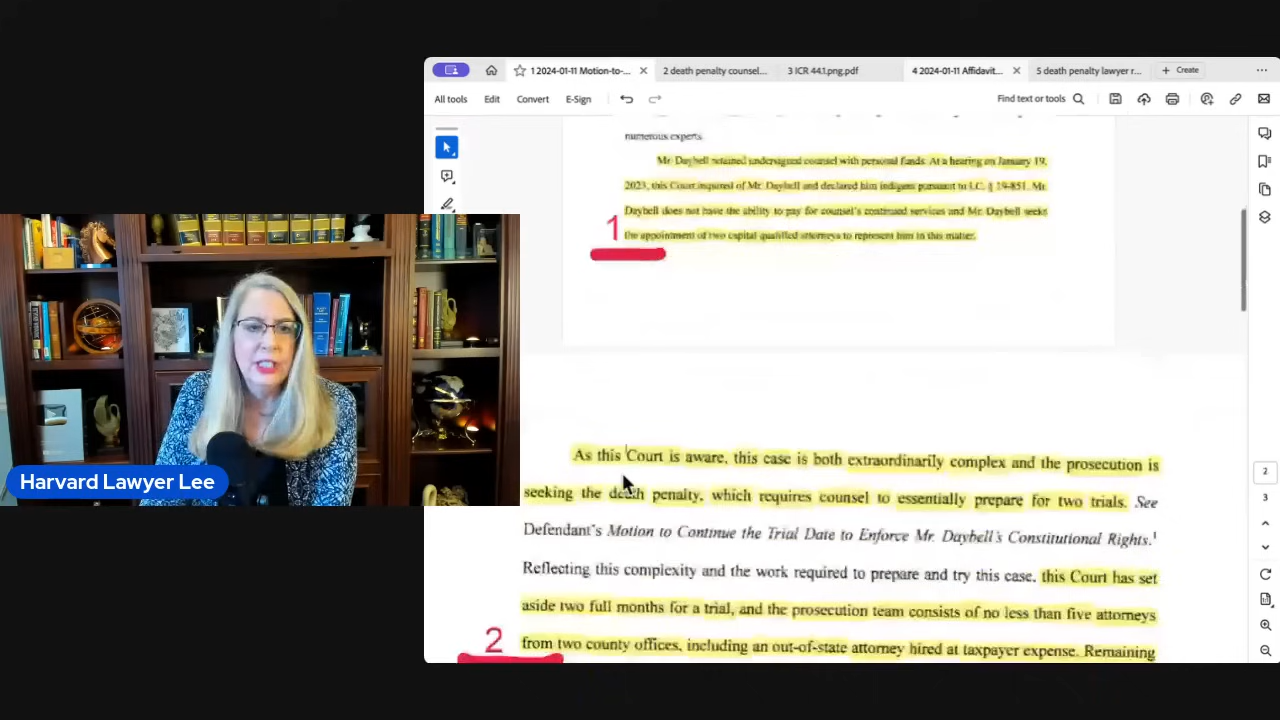 1 2024-01-11 Motion-to-...
2 death penalty counsel...
3 ICR 44.1.png.pdf
4 2024-01-11 Affidavit...
5 death penalty lawyer r...
+ Create
All tools
Edit
Convert
E-Sign
Find text or tools
numerous experts.
Mr. Daybell retained undersigned counsel with personal funds. At a hearing on January 19,
2023, this Court inquired of Mr. Daybell and declared him indigent pursuant to I.C. § 19-851. Mr.
Daybell does not have the ability to pay for counsel's continued services and Mr. Daybell seeks
1 the appointment of two capital qualified attorneys to represent him in this matter.
As this Court is aware, this case is both extraordinarily complex and the prosecution is
seeking the death penalty, which requires counsel to essentially prepare for two trials. See
Defendant's Motion to Continue the Trial Date to Enforce Mr. Daybell's Constitutional Rights.¹
Reflecting this complexity and the work required to prepare and try this case, this Court has set
aside two full months for a trial, and the prosecution team consists of no less than five attorneys
2 from two county offices, including an out-of-state attorney hired at taxpayer expense. Remaining
2
3
Harvard Lawyer Lee